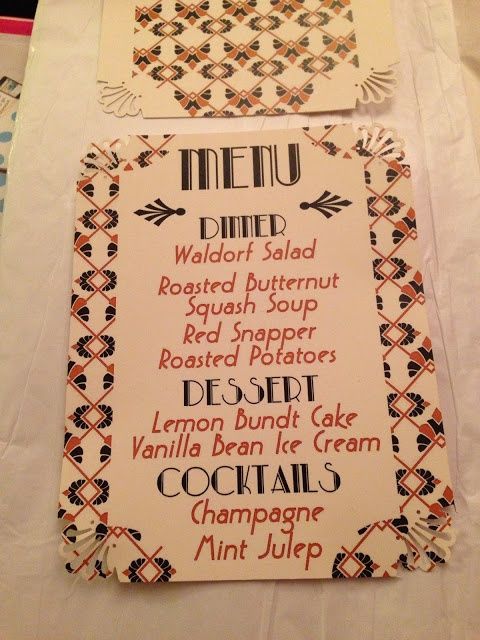 MENU
DINNER
Waldorf Salad
Roasted Butternut
Squash Soup
Red Snapper
Roasted Potatoes
DESSERT
Lemon Bundt Cake
Vanilla Bean Ice Cream
COCKTAILS
Champagne
Mint Julep